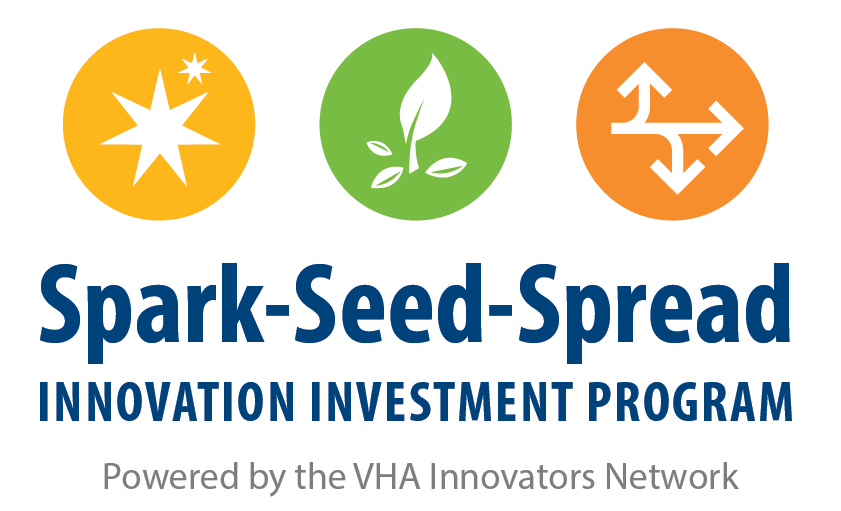 Spark-Seed-Spread
INNOVATION INVESTMENT PROGRAM
Powered by the VHA Innovators Network